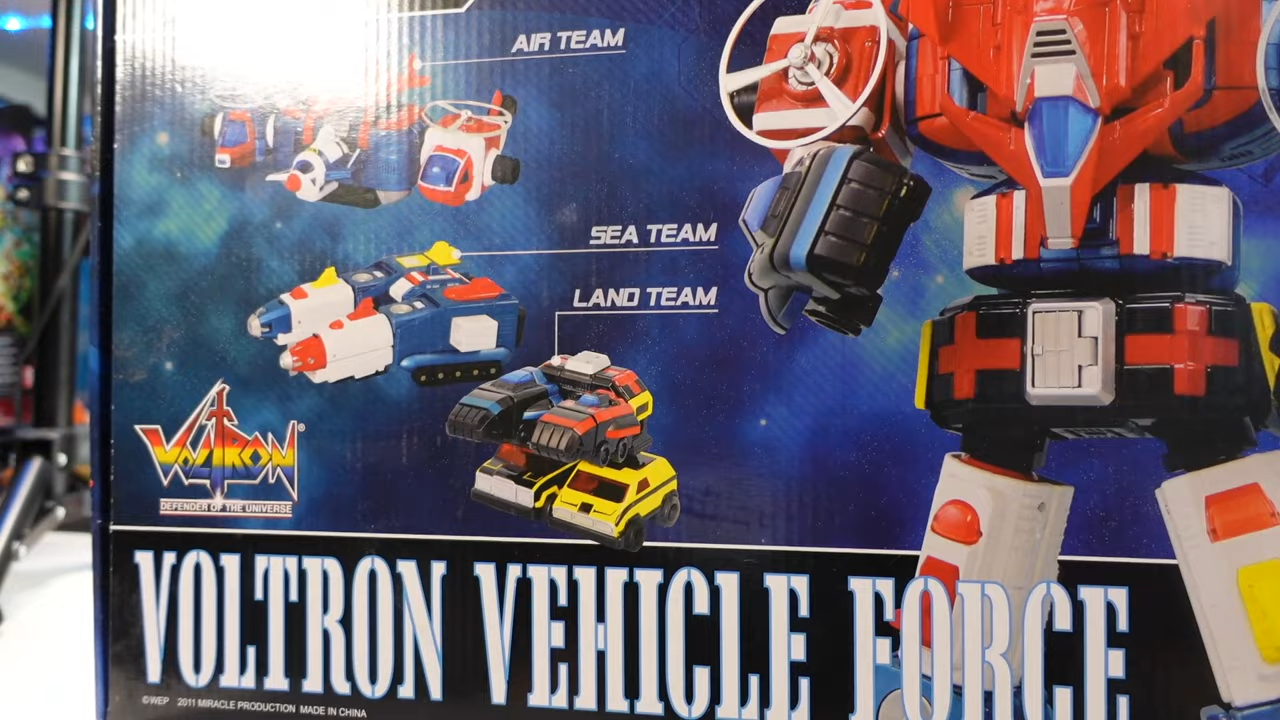 AIR TEAM
SEA TEAM
LAND TEAM
VOLTRON®
DEFENDER OF THE UNIVERSE
VOLTRON VEHICLE FORCE
©WEP 2011 MIRACLE PRODUCTION MADE IN CHINA